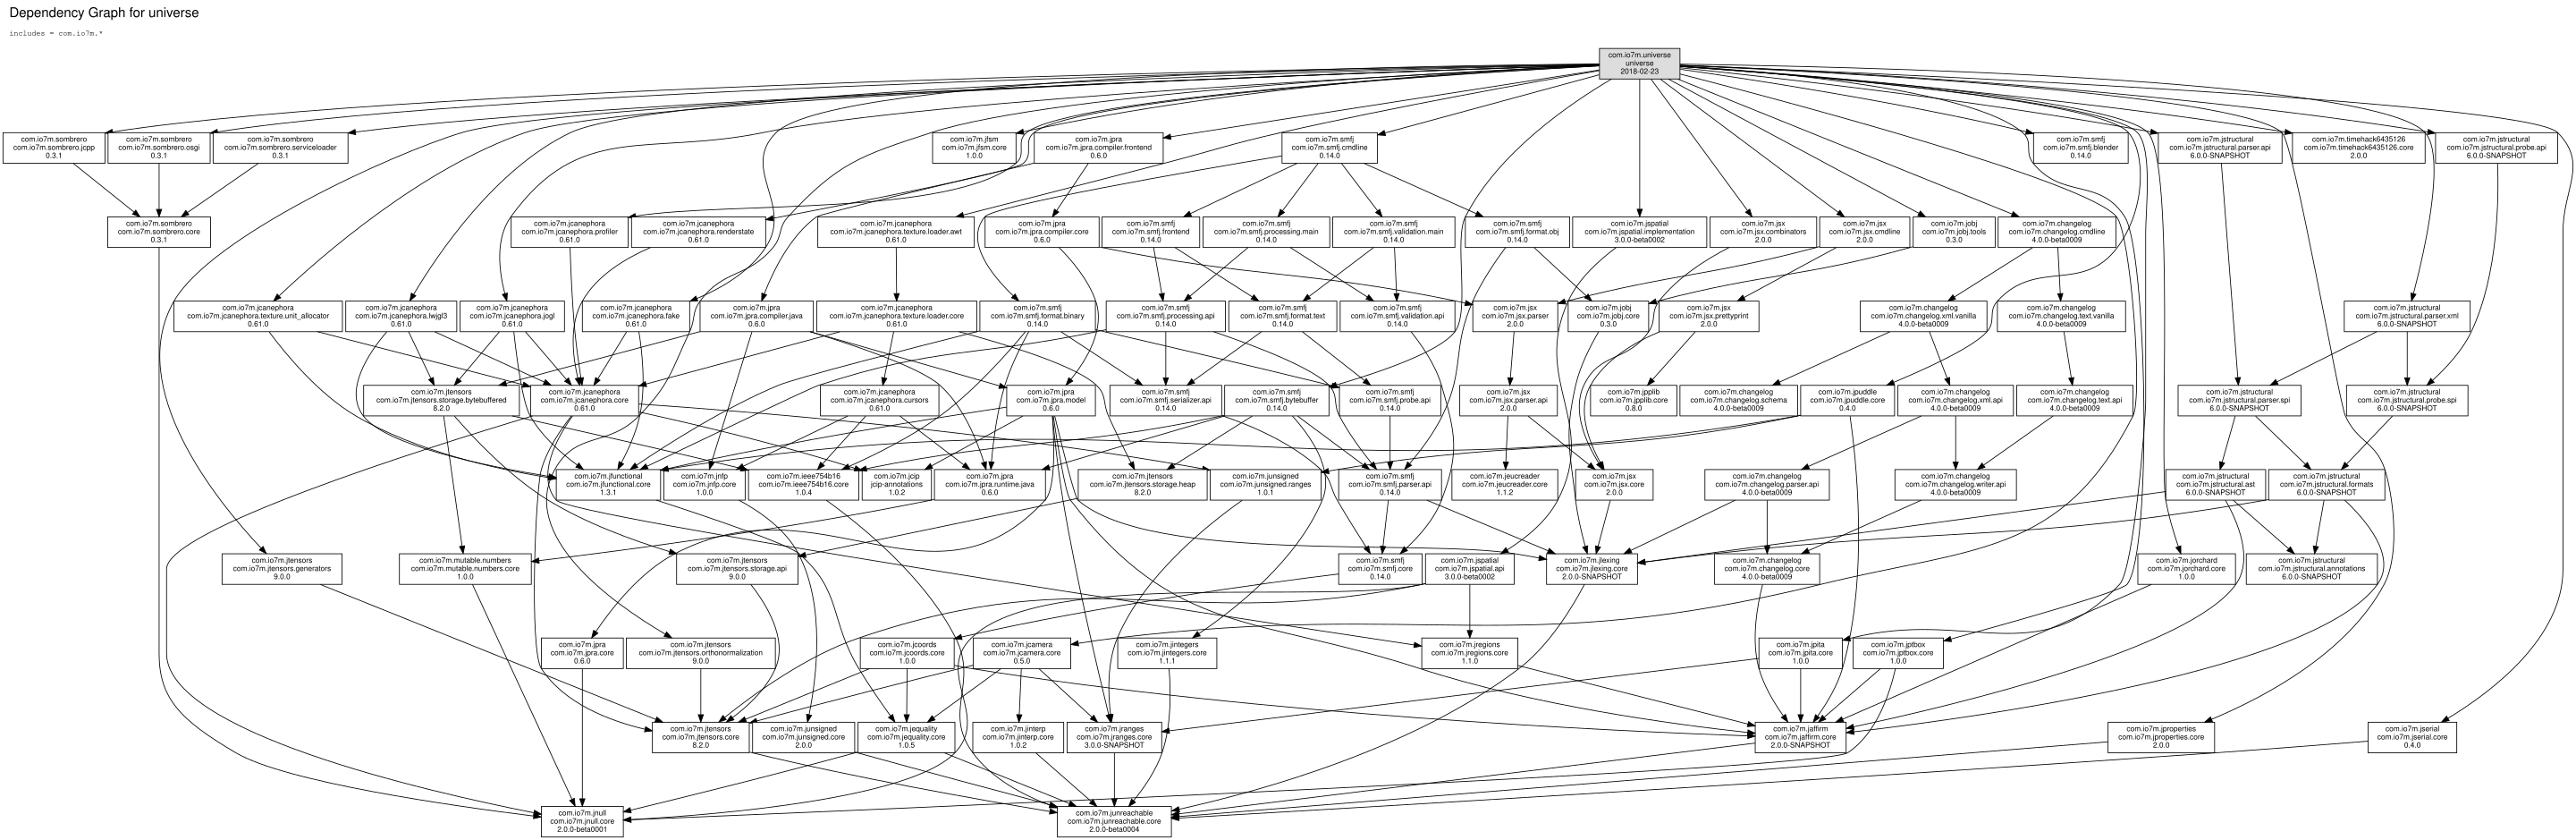 Dependency Graph for universe
includes = com.io7m.*
com.io7m.universe
universe
2018-02-23
com.io7m.sombrero
com.io7m.sombrero.jcpp
0.3.1
com.io7m.sombrero
com.io7m.sombrero.osgi
0.3.1
com.io7m.sombrero
com.io7m.sombrero.serviceloader
0.3.1
com.io7m.jfsm
com.io7m.jfsm.core
1.0.0
com.io7m.jpra
com.io7m.jpra.compiler.frontend
0.6.0
com.io7m.smfj
com.io7m.smfj.cmdline
0.14.0
com.io7m.smfj
com.io7m.smfj.blender
0.14.0
com.io7m.jstructural
com.io7m.jstructural.parser.api
6.0.0-SNAPSHOT
com.io7m.timehack6435126
com.io7m.timehack6435126.core
2.0.0
com.io7m.jstructural
com.io7m.jstructural.probe.api
6.0.0-SNAPSHOT
com.io7m.sombrero
com.io7m.sombrero.core
0.3.1
com.io7m.jcanephora
com.io7m.jcanephora.profiler
0.61.0
com.io7m.jcanephora
com.io7m.jcanephora.renderstate
0.61.0
com.io7m.jcanephora
com.io7m.jcanephora.texture.loader.awt
0.61.0
com.io7m.jpra
com.io7m.jpra.compiler.core
0.6.0
com.io7m.smfj
com.io7m.smfj.frontend
0.14.0
com.io7m.smfj
com.io7m.smfj.processing.main
0.14.0
com.io7m.smfj
com.io7m.smfj.validation.main
0.14.0
com.io7m.smfj
com.io7m.smfj.format.obj
0.14.0
com.io7m.jspatial
com.io7m.jspatial.implementation
3.0.0-beta0002
com.io7m.jsx
com.io7m.jsx.combinators
2.0.0
com.io7m.jsx
com.io7m.jsx.cmdline
2.0.0
com.io7m.jobj
com.io7m.jobj.tools
0.3.0
com.io7m.changelog
com.io7m.changelog.cmdline
4.0.0-beta0009
com.io7m.jcanephora
com.io7m.jcanephora.texture.unit_allocator
0.61.0
com.io7m.jcanephora
com.io7m.jcanephora.lwjgl3
0.61.0
com.io7m.jcanephora
com.io7m.jcanephora.jogl
0.61.0
com.io7m.jcanephora
com.io7m.jcanephora.fake
0.61.0
com.io7m.jpra
com.io7m.jpra.compiler.java
0.6.0
com.io7m.jcanephora
com.io7m.jcanephora.texture.loader.core
0.61.0
com.io7m.smfj
com.io7m.smfj.format.binary
0.14.0
com.io7m.smfj
com.io7m.smfj.processing.api
0.14.0
com.io7m.smfj
com.io7m.smfj.format.text
0.14.0
com.io7m.smfj
com.io7m.smfj.validation.api
0.14.0
com.io7m.jsx
com.io7m.jsx.parser
2.0.0
com.io7m.jobj
com.io7m.jobj.core
0.3.0
com.io7m.jsx
com.io7m.jsx.prettyprint
2.0.0
com.io7m.changelog
com.io7m.changelog.xml.vanilla
4.0.0-beta0009
com.io7m.changelog
com.io7m.changelog.text.vanilla
4.0.0-beta0009
com.io7m.jstructural
com.io7m.jstructural.parser.xml
6.0.0-SNAPSHOT
com.io7m.jtensors
com.io7m.jtensors.storage.bytebuffered
8.2.0
com.io7m.jcanephora
com.io7m.jcanephora.core
0.61.0
com.io7m.jcanephora
com.io7m.jcanephora.cursors
0.61.0
com.io7m.jpra
com.io7m.jpra.model
0.6.0
com.io7m.smfj
com.io7m.smfj.serializer.api
0.14.0
com.io7m.smfj
com.io7m.smfj.bytebuffer
0.14.0
com.io7m.smfj
com.io7m.smfj.probe.api
0.14.0
com.io7m.jsx
com.io7m.jsx.parser.api
2.0.0
com.io7m.jpplib
com.io7m.jpplib.core
0.8.0
com.io7m.changelog
com.io7m.changelog.schema
4.0.0-beta0009
com.io7m.jpuddle
com.io7m.jpuddle.core
0.4.0
com.io7m.changelog
com.io7m.changelog.xml.api
4.0.0-beta0009
com.io7m.changelog
com.io7m.changelog.text.api
4.0.0-beta0009
com.io7m.jstructural
com.io7m.jstructural.parser.spi
6.0.0-SNAPSHOT
com.io7m.jstructural
com.io7m.jstructural.probe.spi
6.0.0-SNAPSHOT
com.io7m.jfunctional
com.io7m.jfunctional.core
1.3.1
com.io7m.jnfp
com.io7m.jnfp.core
1.0.0
com.io7m.ieee754b16
com.io7m.ieee754b16.core
1.0.4
com.io7m.jcip
jcip-annotations
1.0.2
com.io7m.jpra
com.io7m.jpra.runtime.java
0.6.0
com.io7m.jtensors
com.io7m.jtensors.storage.heap
8.2.0
com.io7m.junsigned
com.io7m.junsigned.ranges
1.0.1
com.io7m.smfj
com.io7m.smfj.parser.api
0.14.0
com.io7m.jeucreader
com.io7m.jeucreader.core
1.1.2
com.io7m.jsx
com.io7m.jsx.core
2.0.0
com.io7m.changelog
com.io7m.changelog.parser.api
4.0.0-beta0009
com.io7m.changelog
com.io7m.changelog.writer.api
4.0.0-beta0009
com.io7m.jstructural
com.io7m.jstructural.ast
6.0.0-SNAPSHOT
com.io7m.jstructural
com.io7m.jstructural.formats
6.0.0-SNAPSHOT
com.io7m.jtensors
com.io7m.jtensors.generators
9.0.0
com.io7m.mutable.numbers
com.io7m.mutable.numbers.core
1.0.0
com.io7m.jtensors
com.io7m.jtensors.storage.api
9.0.0
com.io7m.smfj
com.io7m.smfj.core
0.14.0
com.io7m.jspatial
com.io7m.jspatial.api
3.0.0-beta0002
com.io7m.jlexing
com.io7m.jlexing.core
2.0.0-SNAPSHOT
com.io7m.changelog
com.io7m.changelog.core
4.0.0-beta0009
com.io7m.jorchard
com.io7m.jorchard.core
1.0.0
com.io7m.jstructural
com.io7m.jstructural.annotations
6.0.0-SNAPSHOT
com.io7m.jpra
com.io7m.jpra.core
0.6.0
com.io7m.jtensors
com.io7m.jtensors.orthonormalization
9.0.0
com.io7m.jcoords
com.io7m.jcoords.core
1.0.0
com.io7m.jcamera
com.io7m.jcamera.core
0.5.0
com.io7m.jintegers
com.io7m.jintegers.core
1.1.1
com.io7m.jregions
com.io7m.jregions.core
1.1.0
com.io7m.jpita
com.io7m.jpita.core
1.0.0
com.io7m.jptbox
com.io7m.jptbox.core
1.0.0
com.io7m.jtensors
com.io7m.jtensors.core
8.2.0
com.io7m.junsigned
com.io7m.junsigned.core
2.0.0
com.io7m.jequality
com.io7m.jequality.core
1.0.5
com.io7m.jinterp
com.io7m.jinterp.core
1.0.2
com.io7m.jranges
com.io7m.jranges.core
3.0.0-SNAPSHOT
com.io7m.jaffirm
com.io7m.jaffirm.core
2.0.0-SNAPSHOT
com.io7m.jproperties
com.io7m.jproperties.core
2.0.0
com.io7m.jserial
com.io7m.jserial.core
0.4.0
com.io7m.jnull
com.io7m.jnull.core
2.0.0-beta0001
com.io7m.junreachable
com.io7m.junreachable.core
2.0.0-beta0004